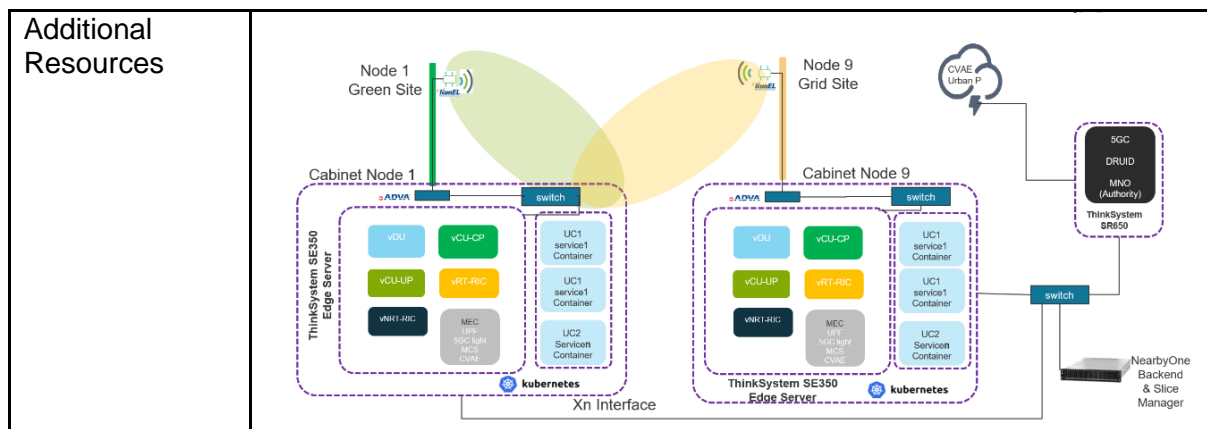 Additional
Resources
Node 1
Green Site
RunEL
Node 9
Grid Site
RunEL
CVAE
Urban P
5GC
DRUID
MNO
(Authority)
ThinkSystem
SR650
Cabinet Node 1
ADVA
switch
ThinkSystem SE350
Edge Server
vDU
vCU-CP
vCU-UP
vRT-RIC
vNRT-RIC
MEC
UPF
5GC light
MCS
CVAE
UC1
service1
Container
UC1
service1
Container
UC2
Servicen
Container
kubernetes
Cabinet Node 9
ADVA
switch
vDU
vCU-CP
vCU-UP
vRT-RIC
vNRT-RIC
MEC
UPF
5GC light
MCS
CVAE
UC1
service1
Container
UC1
service1
Container
UC2
Servicen
Container
ThinkSystem SE350
Edge Server
kubernetes
switch
Xn Interface
NearbyOne
Backend
& Slice
Manager